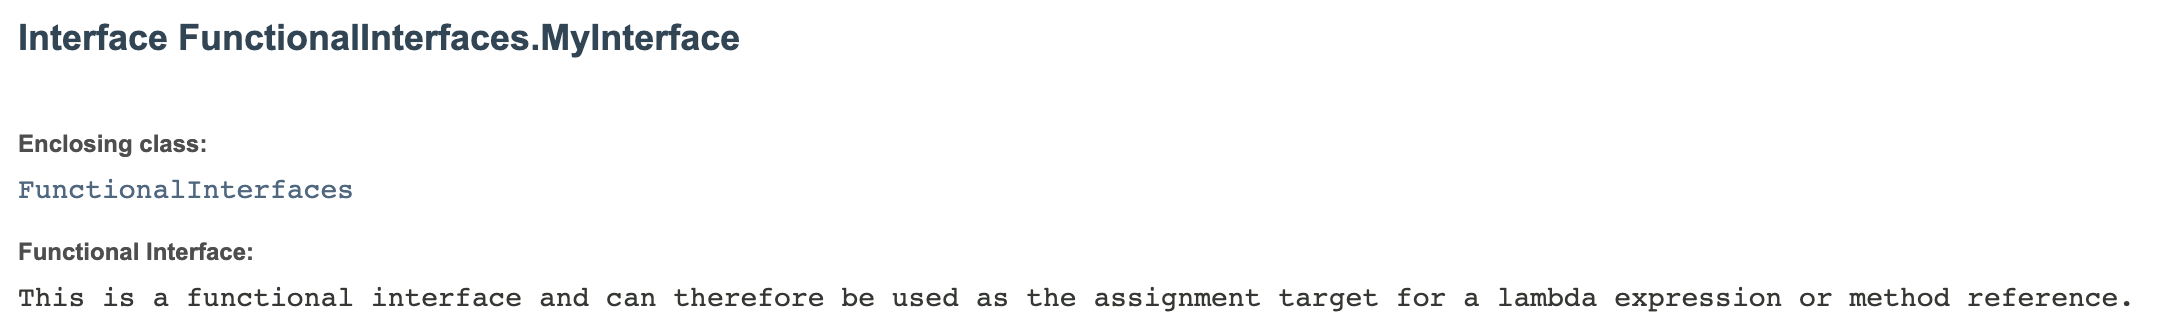 Interface FunctionalInterfaces.MyInterface
Enclosing class:
FunctionalInterfaces
Functional Interface:
This is a functional interface and can therefore be used as the assignment target for a lambda expression or method reference.